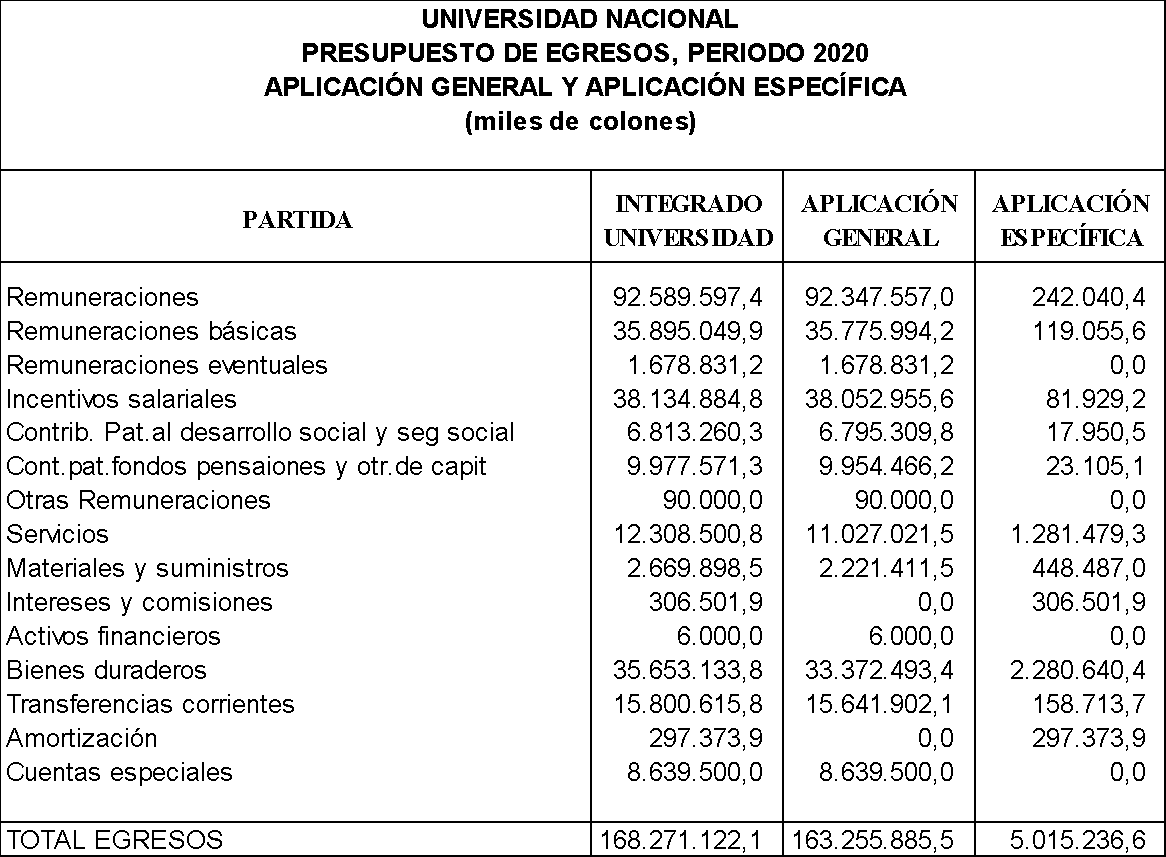 UNIVERSIDAD NACIONAL
PRESUPUESTO DE EGRESOS, PERIODO 2020
APLICACIÓN GENERAL Y APLICACIÓN ESPECÍFICA
(miles de colones)
PARTIDA INTEGRADO UNIVERSIDAD APLICACIÓN GENERAL APLICACIÓN ESPECÍFICA
Remuneraciones 92.589.597,4 92.347.557,0 242.040,4
Remuneraciones básicas 35.895.049,9 35.775.994,2 119.055,6
Remuneraciones eventuales 1.678.831,2 1.678.831,2 0,0
Incentivos salariales 38.134.884,8 38.052.955,6 81.929,2
Contrib. Pat.al desarrollo social y seg social 6.813.260,3 6.795.309,8 17.950,5
Cont.pat.fondos pensaiones y otr.de capit 9.977.571,3 9.954.466,2 23.105,1
Otras Remuneraciones 90.000,0 90.000,0 0,0
Servicios 12.308.500,8 11.027.021,5 1.281.479,3
Materiales y suministros 2.669.898,5 2.221.411,5 448.487,0
Intereses y comisiones 306.501,9 0,0 306.501,9
Activos financieros 6.000,0 6.000,0 0,0
Bienes duraderos 35.653.133,8 33.372.493,4 2.280.640,4
Transferencias corrientes 15.800.615,8 15.641.902,1 158.713,7
Amortización 297.373,9 0,0 297.373,9
Cuentas especiales 8.639.500,0 8.639.500,0 0,0
TOTAL EGRESOS 168.271.122,1 163.255.885,5 5.015.236,6